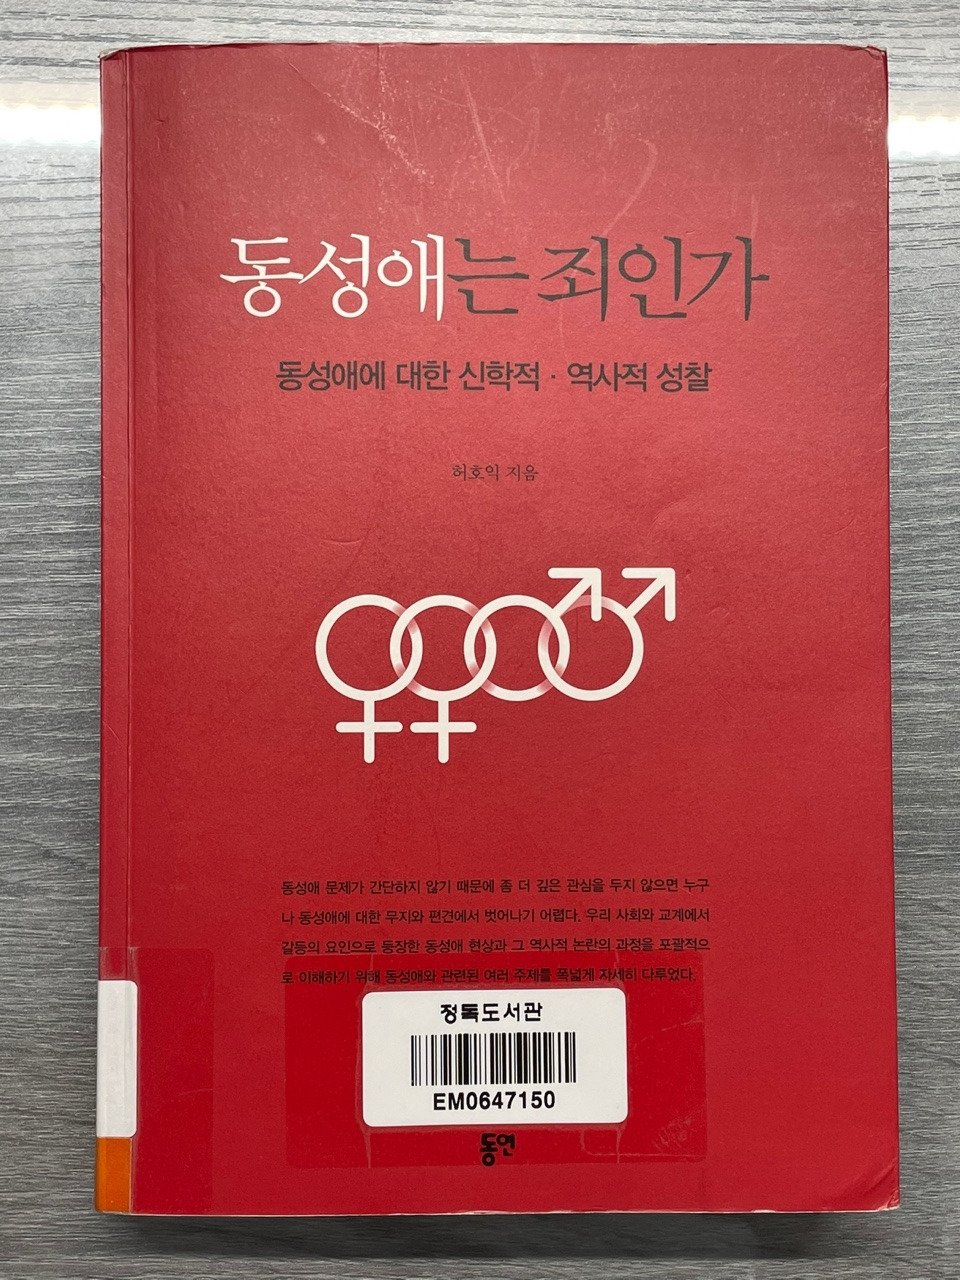 동성애는 죄인가
동성애에 대한 신학적 · 역사적 성찰
허호익 지음
동성애 문제가 간단하지 않기 때문에 좀 더 깊은 관심을 두지 않으면 누구
나 동성애에 대한 무지와 편견에서 벗어나기 어렵다. 우리 사회와 교계에서
갈등의 요인으로 등장한 동성애 현상과 그 역사적 논란의 과정을 포괄적으
로 이해하기 위해 동성애와 관련된 여러 주제를 폭넓게 자세히 다루었다.
정독도서관
EM0647150
동연